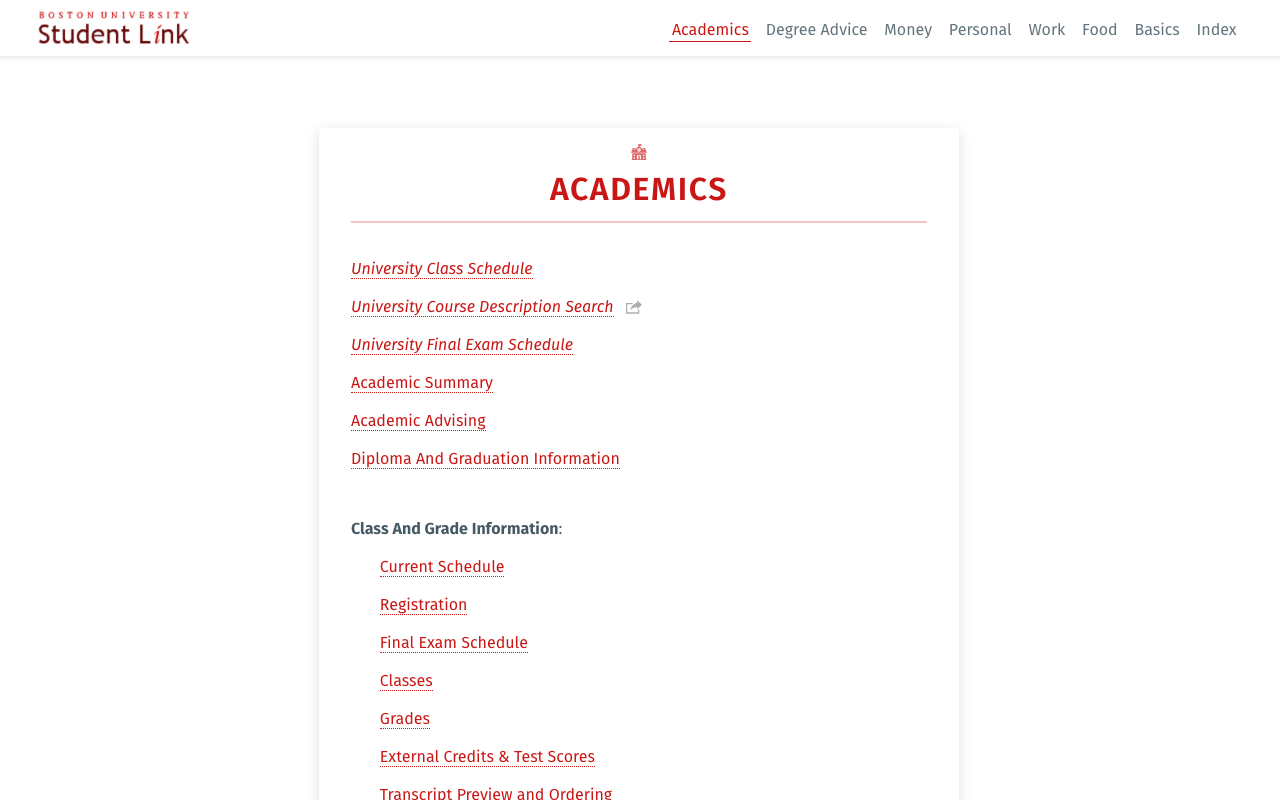 BOSTON UNIVERSITY
Student Link
Academics Degree Advice Money Personal Work Food Basics Index
ACADEMICS
University Class Schedule
University Course Description Search
University Final Exam Schedule
Academic Summary
Academic Advising
Diploma And Graduation Information
Class And Grade Information:
Current Schedule
Registration
Final Exam Schedule
Classes
Grades
External Credits & Test Scores
Transcript Preview and Ordering